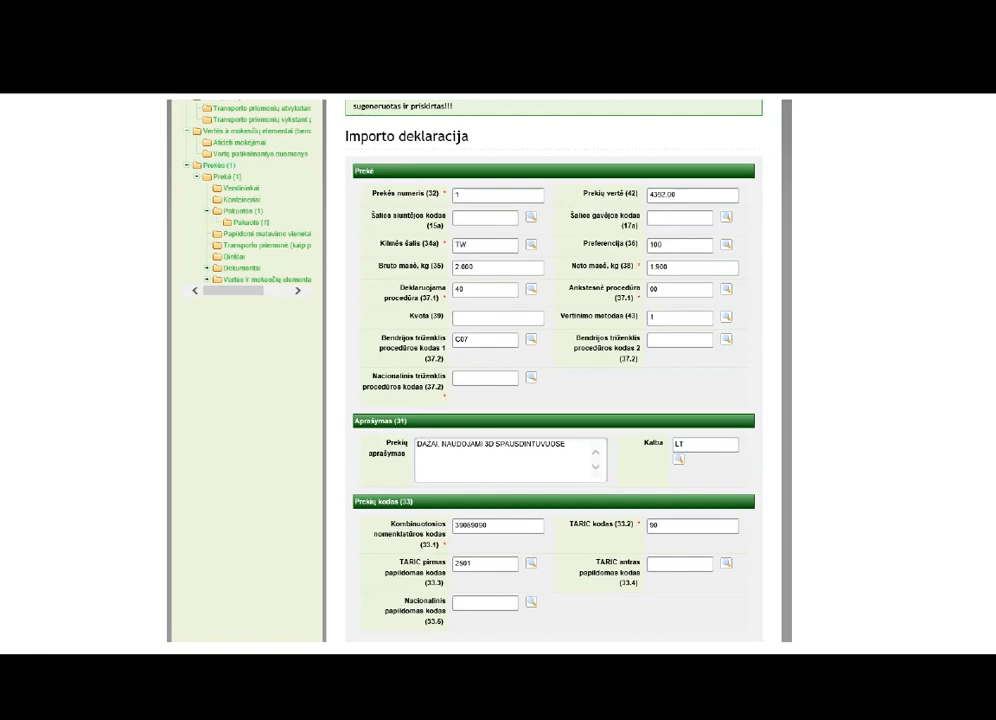 Transporto priemonių atvykstan
Transporto priemonių vykstant p
Vertės ir mokesčių elementai (bend
Atidėti mokėjimai
Vertę patikslinantys duomenys
Prekės (1)
Prekė [1]
Verslininkai
Konteineriai
Pakuotės (1)
Pakuotė [1]
Papildomi matavimo vienetai
Transporto priemonė (kaip p
Ginklai
Dokumentai
Vertės ir mokesčių elementa
sugeneruotas ir priskirtas!!!
Importo deklaracija
Prekė
Prekės numeris (32) * 1 Prekių vertė (42) 4392.00
Šalies siuntėjos kodas (15a) Šalies gavėjos kodas (17a)
Kilmės šalis (34a) * TW Preferencija (36) 100
Bruto masė, kg (35) 2.000 Neto masė, kg (38) * 1.900
Deklaruojama procedūra (37.1) * 40 Ankstesnė procedūra (37.1) * 00
Kvota (39) Vertinimo metodas (43) 1
Bendrijos triženklis procedūros kodas 1 (37.2) C07 Bendrijos triženklis procedūros kodas 2 (37.2)
Nacionalinis triženklis procedūros kodas (37.2) *
Aprašymas (31)
Prekių aprašymas DAŽAI, NAUDOJAMI 3D SPAUSDINTUVUOSE Kalba LT
Prekių kodas (33)
Kombinuotosios nomenklatūros kodas (33.1) * 39089090 TARIC kodas (33.2) * 90
TARIC pirmas papildomas kodas (33.3) 2501 TARIC antras papildomas kodas (33.4)
Nacionalinis papildomas kodas (33.5)